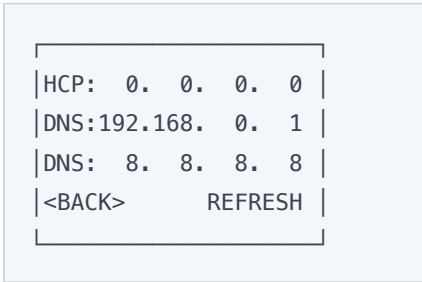 HCP:  0.  0.  0.  0
DNS:192.168.  0.  1
DNS:  8.  8.  8.  8
<BACK>     REFRESH